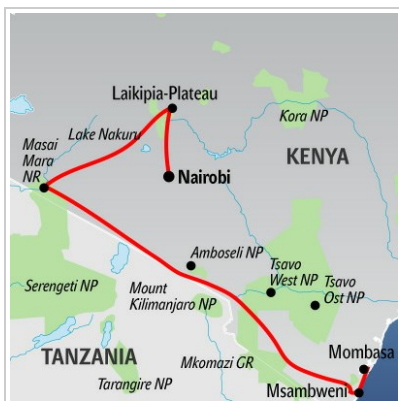 Laikipia-Plateau
Lake Nakuru
Kora NP
Masai
Mara
NR
KENYA
Nairobi
Amboseli NP
Tsavo
West NP
Tsavo
Ost NP
Serengeti NP
Mount
Kilimanjaro NP
Mombasa
TANZANIA
Mkomazi GR
Tarangire NP
Msambweni